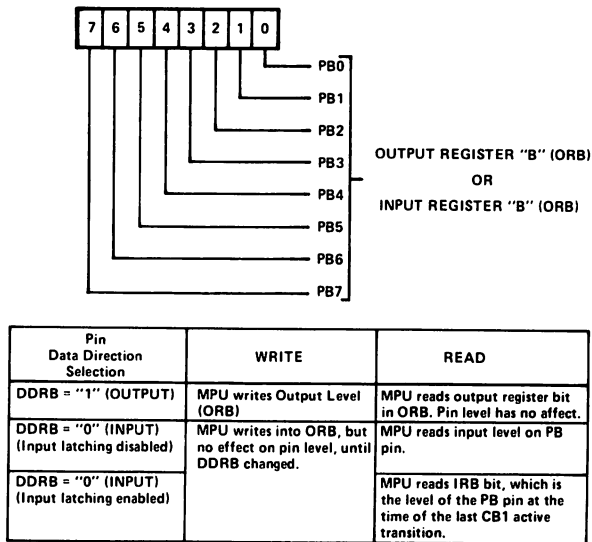 7 6 5 4 3 2 1 0
PB0
PB1
PB2
PB3
PB4
PB5
PB6
PB7
OUTPUT REGISTER "B" (ORB)
OR
INPUT REGISTER "B" (ORB)
Pin
Data Direction
Selection
WRITE
READ
DDRB = "1" (OUTPUT)
MPU writes Output Level
(ORB)
MPU reads output register bit
in ORB. Pin level has no affect.
DDRB = "0" (INPUT)
(Input latching disabled)
MPU writes into ORB, but
no effect on pin level, until
DDRB changed.
MPU reads input level on PB
pin.
DDRB = "0" (INPUT)
(Input latching enabled)
MPU reads IRB bit, which is
the level of the PB pin at the
time of the last CB1 active
transition.